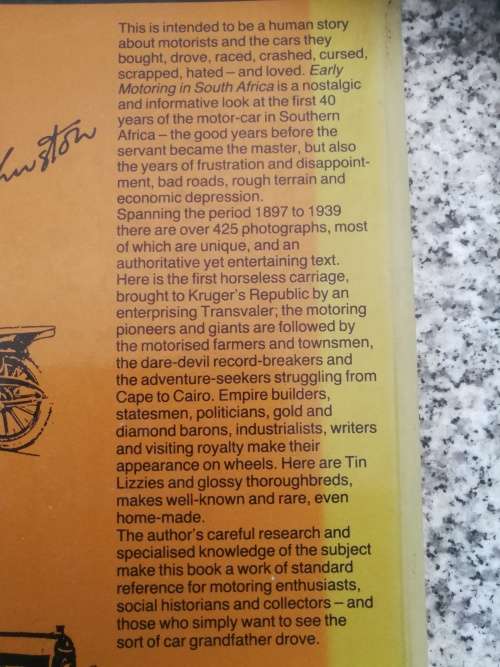 This is intended to be a human story
about motorists and the cars they
bought, drove, raced, crashed, cursed,
scrapped, hated – and loved. Early
Motoring in South Africa is a nostalgic
and informative look at the first 40
years of the motor-car in Southern
Africa – the good years before the
servant became the master, but also
the years of frustration and disappoint-
ment, bad roads, rough terrain and
economic depression.
Spanning the period 1897 to 1939
there are over 425 photographs, most
of which are unique, and an
authoritative yet entertaining text.
Here is the first horseless carriage,
brought to Kruger's Republic by an
enterprising Transvaler; the motoring
pioneers and giants are followed by
the motorised farmers and townsmen,
the dare-devil record-breakers and
the adventure-seekers struggling from
Cape to Cairo. Empire builders,
statesmen, politicians, gold and
diamond barons, industrialists, writers
and visiting royalty make their
appearance on wheels. Here are Tin
Lizzies and glossy thoroughbreds,
makes well-known and rare, even
home-made.
The author's careful research and
specialised knowledge of the subject
make this book a work of standard
reference for motoring enthusiasts,
social historians and collectors – and
those who simply want to see the
sort of car grandfather drove.